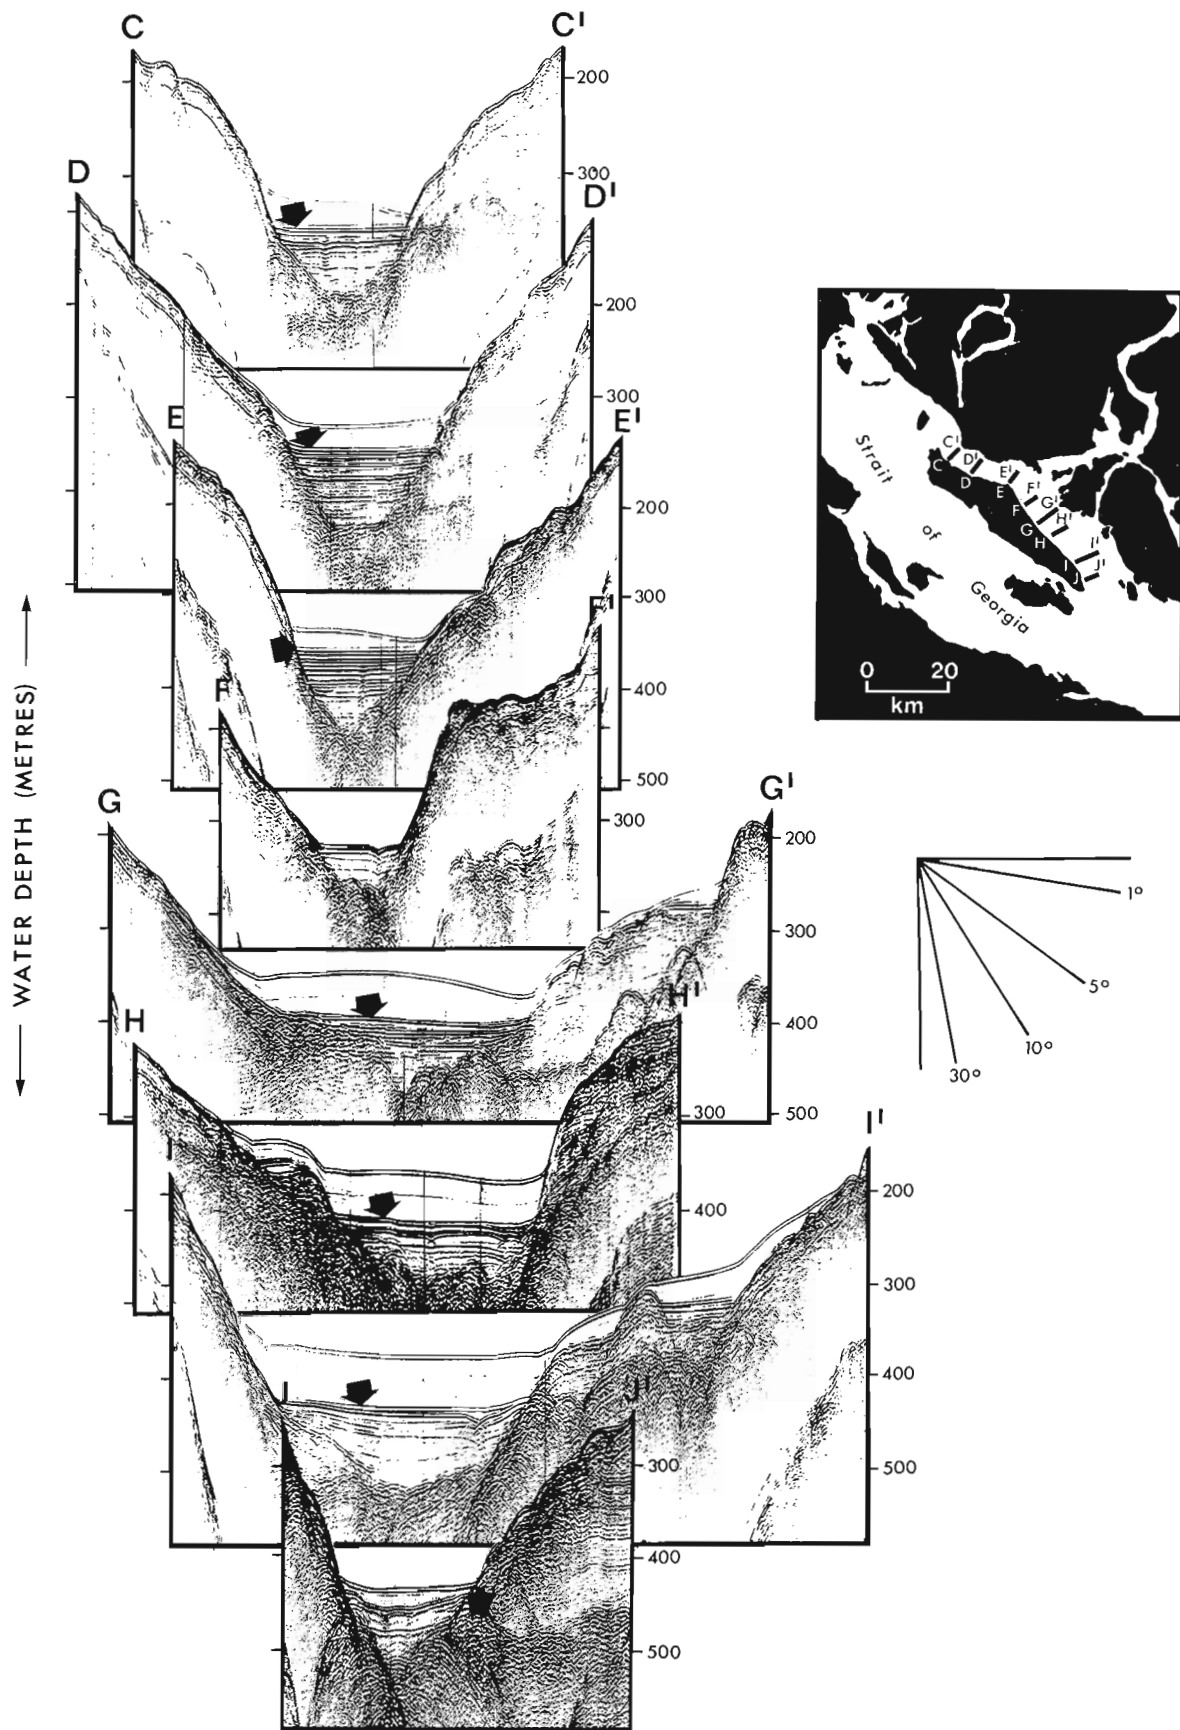 C C'
200
D 300
D'
200
E 300
E'
200
300
F'
F 400
500
G 300
G'
200
300
H'
H 400
500
300
I I'
400
200
300
J J' 400
300
500
400
500
WATER DEPTH (METRES)
C' D'
C D E' E
F' F
G' G
H' H
I' I
J' J
Strait
of
Georgia
0 20
km
1°
5°
10°
30°